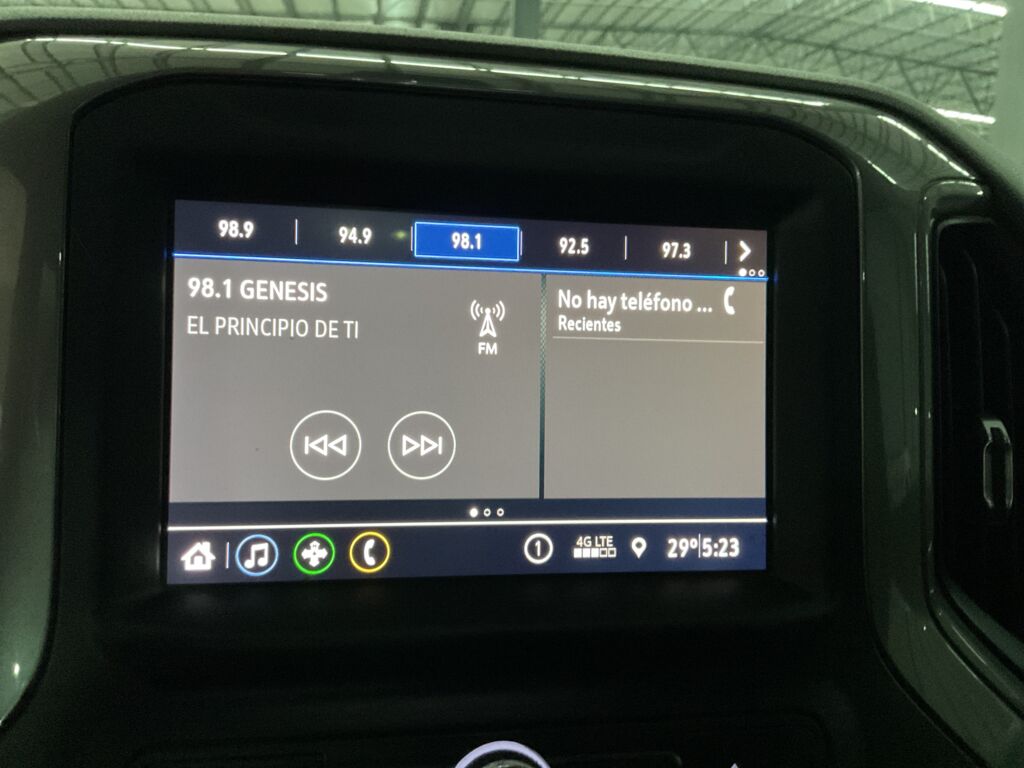 98.9 94.9 98.1 92.5 97.3
98.1 GENESIS
EL PRINCIPIO DE TI
FM
No hay teléfono ...
Recientes
1 4G LTE 29° 5:23